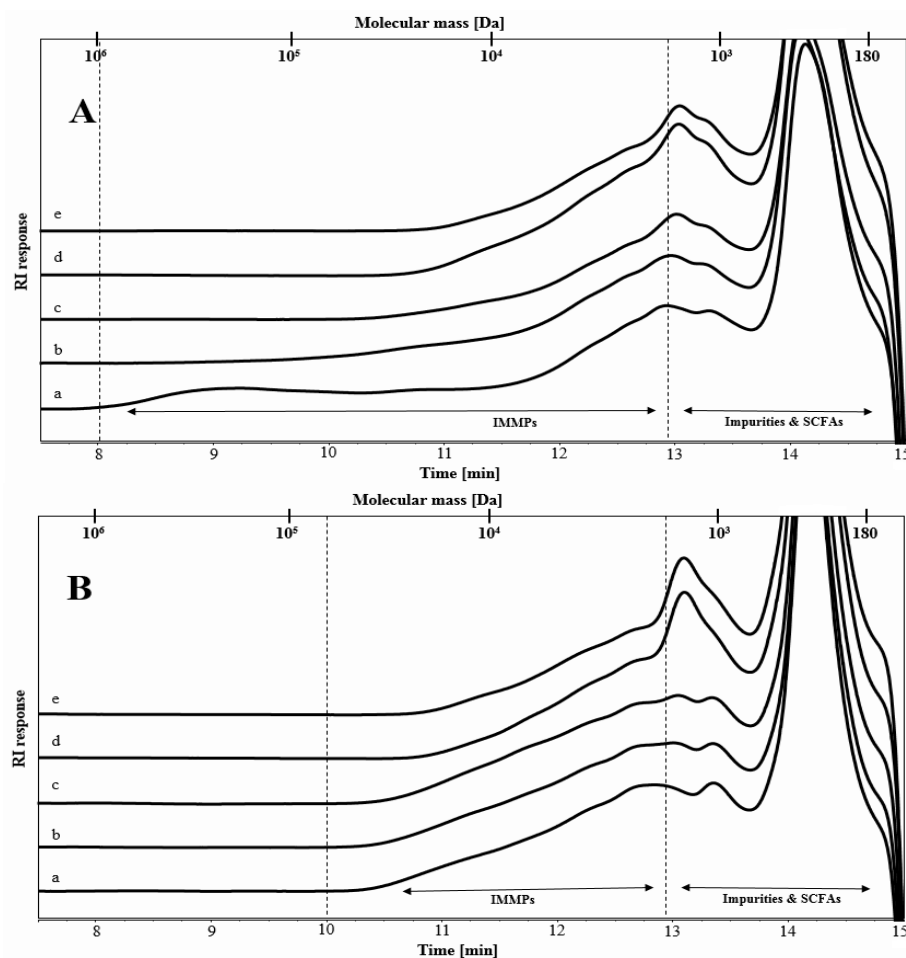 Molecular mass [Da]
10⁶ 10⁵ 10⁴ 10³ 180
A
RI response
e
d
c
b
a
IMMPs
Impurities & SCFAs
8 9 10 11 12 13 14 15
Time [min]
Molecular mass [Da]
10⁶ 10⁵ 10⁴ 10³ 180
B
RI response
e
d
c
b
a
IMMPs
Impurities & SCFAs
8 9 10 11 12 13 14 15
Time [min]